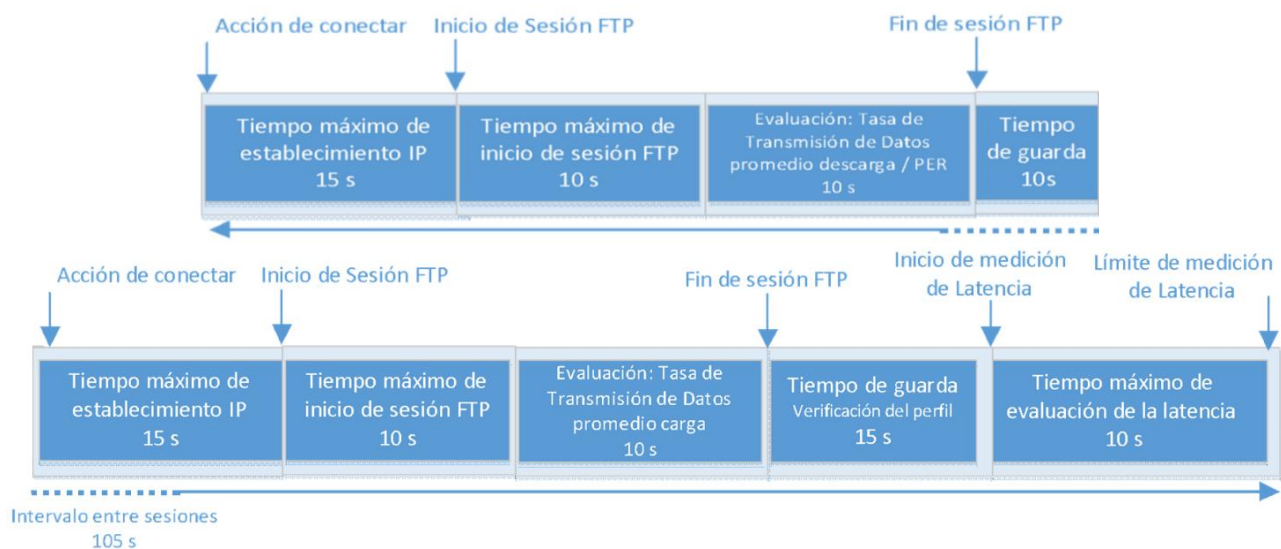 Acción de conectar
Inicio de Sesión FTP
Fin de sesión FTP
Tiempo máximo de
establecimiento IP
15 s
Tiempo máximo de
inicio de sesión FTP
10 s
Evaluación: Tasa de
Transmisión de Datos
promedio descarga / PER
10 s
Tiempo
de guarda
10s
Acción de conectar
Inicio de Sesión FTP
Fin de sesión FTP
Inicio de medición
de Latencia
Límite de medición
de Latencia
Tiempo máximo de
establecimiento IP
15 s
Tiempo máximo de
inicio de sesión FTP
10 s
Evaluación: Tasa de
Transmisión de Datos
promedio carga
10 s
Tiempo de guarda
Verificación del perfil
15 s
Tiempo máximo de
evaluación de la latencia
10 s
Intervalo entre sesiones
105 s